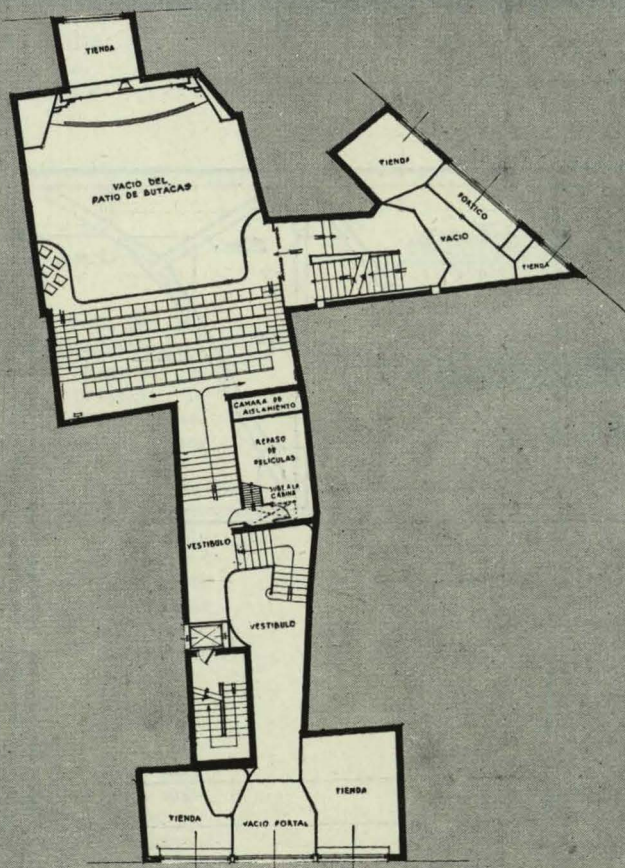 TIENDA
VACIO DEL
PATIO DE BUTACAS
TIENDA
PORTICO
VACIO
TIENDA
CAMARA DE
AISLAMIENTO
REPASO
DE
PELICULAS
SUBE A LA
CABINA
VESTIBULO
VESTIBULO
TIENDA
VACIO PORTAL
TIENDA